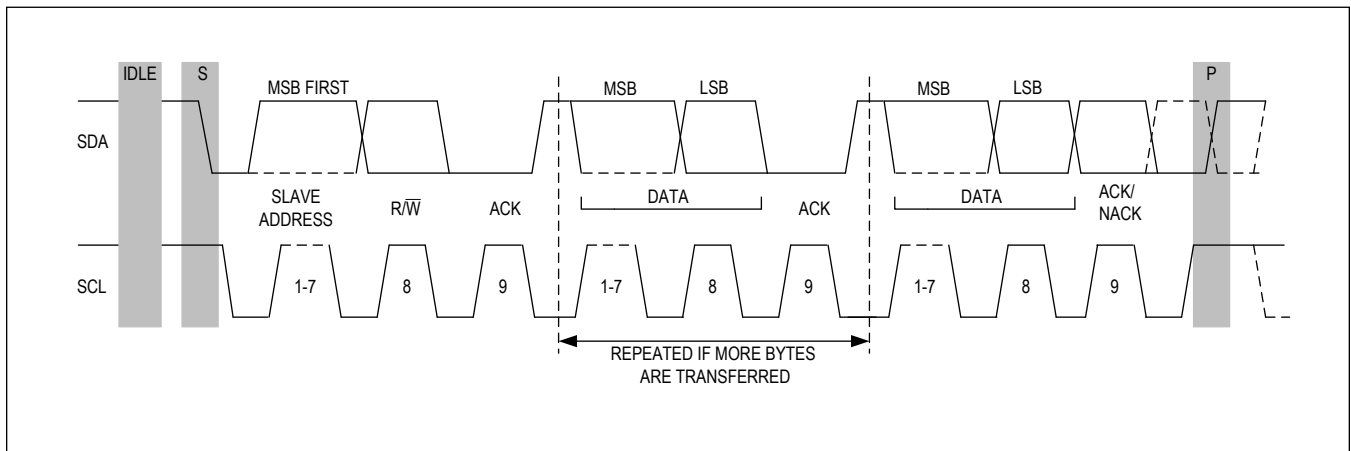 IDLE
S
P
MSB FIRST
MSB
LSB
MSB
LSB
SDA
SLAVE
ADDRESS
R/W̅
ACK
DATA
ACK
DATA
ACK/
NACK
SCL
1-7
8
9
1-7
8
9
1-7
8
9
REPEATED IF MORE BYTES
ARE TRANSFERRED